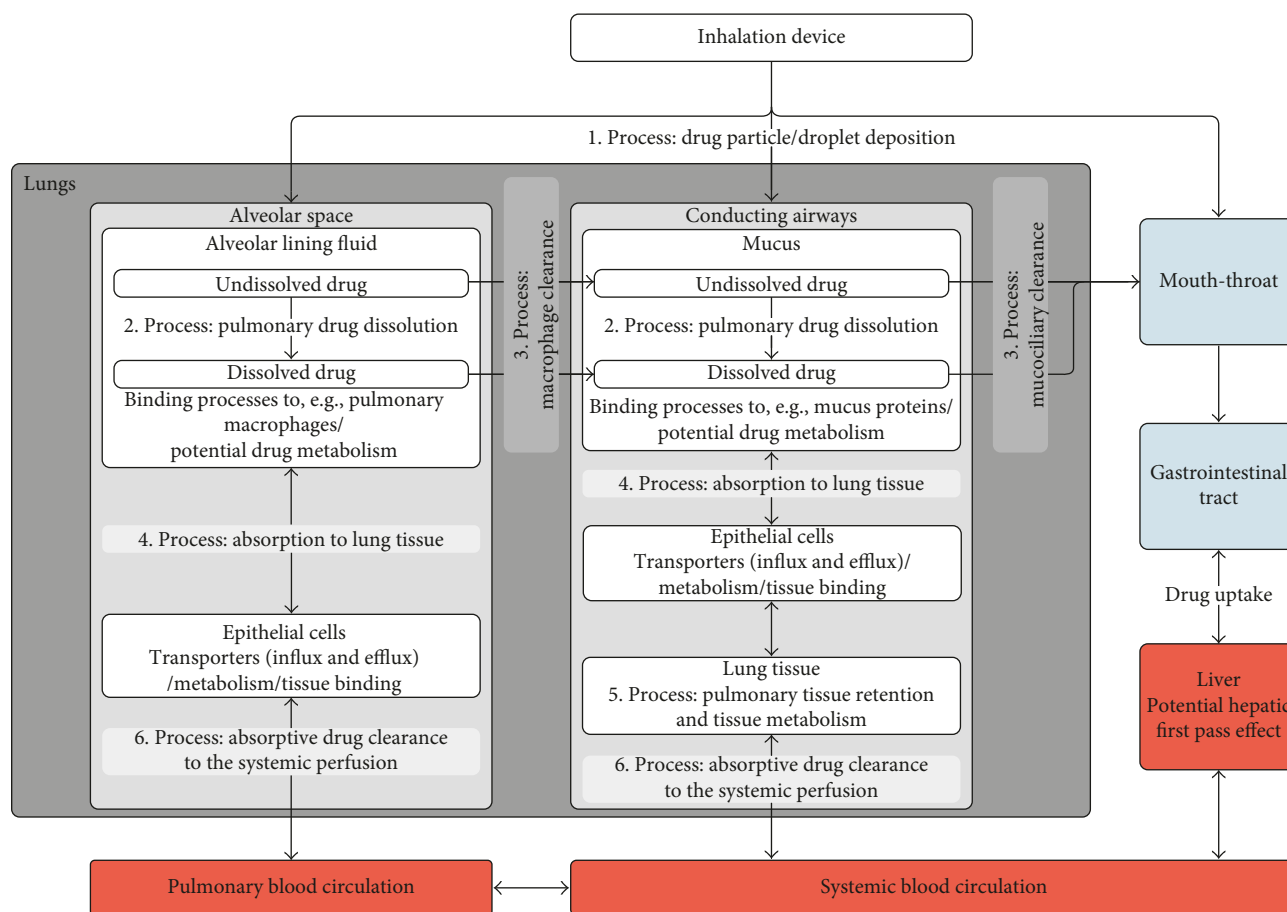 Inhalation device
1. Process: drug particle/droplet deposition
Lungs
Alveolar space
Alveolar lining fluid
Undissolved drug
2. Process: pulmonary drug dissolution
Dissolved drug
Binding processes to, e.g., pulmonary
macrophages/
potential drug metabolism
4. Process: absorption to lung tissue
Epithelial cells
Transporters (influx and efflux)
/metabolism/tissue binding
6. Process: absorptive drug clearance
to the systemic perfusion
3. Process:
macrophage clearance
Conducting airways
Mucus
Undissolved drug
2. Process: pulmonary drug dissolution
Dissolved drug
Binding processes to, e.g., mucus proteins/
potential drug metabolism
4. Process: absorption to lung tissue
Epithelial cells
Transporters (influx and efflux)/
metabolism/tissue binding
Lung tissue
5. Process: pulmonary tissue retention
and tissue metabolism
6. Process: absorptive drug clearance
to the systemic perfusion
3. Process:
mucociliary clearance
Mouth-throat
Gastrointestinal
tract
Drug uptake
Liver
Potential hepatic
first pass effect
Pulmonary blood circulation
Systemic blood circulation